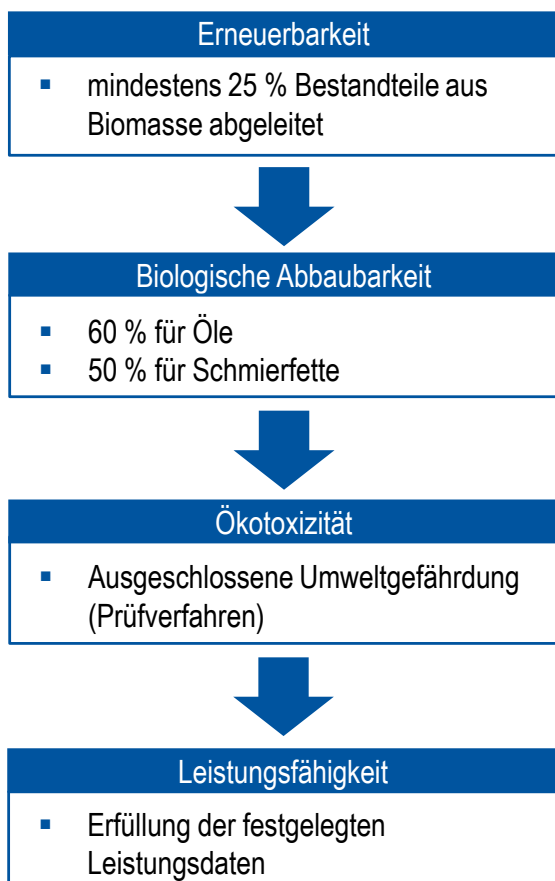 Erneuerbarkeit
▪ mindestens 25 % Bestandteile aus
Biomasse abgeleitet
Biologische Abbaubarkeit
▪ 60 % für Öle
▪ 50 % für Schmierfette
Ökotoxizität
▪ Ausgeschlossene Umweltgefährdung
(Prüfverfahren)
Leistungsfähigkeit
▪ Erfüllung der festgelegten
Leistungsdaten